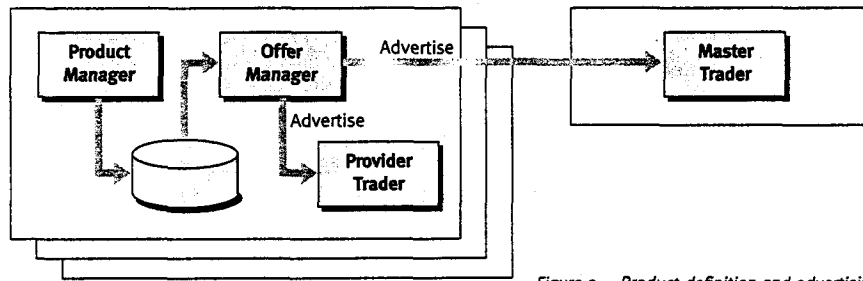 Product
Manager
Offer
Manager
Advertise
Master
Trader
Advertise
Provider
Trader